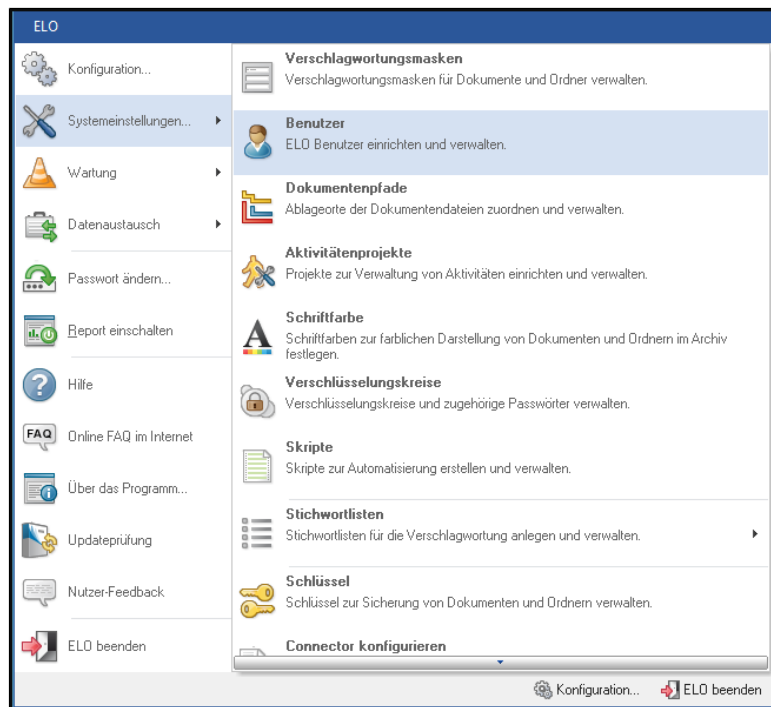 ELO
Konfiguration...
Systemeinstellungen...
Wartung
Datenaustausch
Passwort ändern...
Report einschalten
Hilfe
FAQ
Online FAQ im Internet
Über das Programm...
Updateprüfung
Nutzer-Feedback
ELO beenden
Verschlagwortungsmasken
Verschlagwortungsmasken für Dokumente und Ordner verwalten.
Benutzer
ELO Benutzer einrichten und verwalten.
Dokumentenpfade
Ablageorte der Dokumentendateien zuordnen und verwalten.
Aktivitätenprojekte
Projekte zur Verwaltung von Aktivitäten einrichten und verwalten.
A
Schriftfarbe
Schriftfarben zur farblichen Darstellung von Dokumenten und Ordnern im Archiv
festlegen.
Verschlüsselungskreise
Verschlüsselungskreise und zugehörige Passwörter verwalten.
Skripte
Skripte zur Automatisierung erstellen und verwalten.
Stichwortlisten
Stichwortlisten für die Verschlagwortung anlegen und verwalten.
Schlüssel
Schlüssel zur Sicherung von Dokumenten und Ordnern verwalten.
Connector konfigurieren
Konfiguration...
ELO beenden